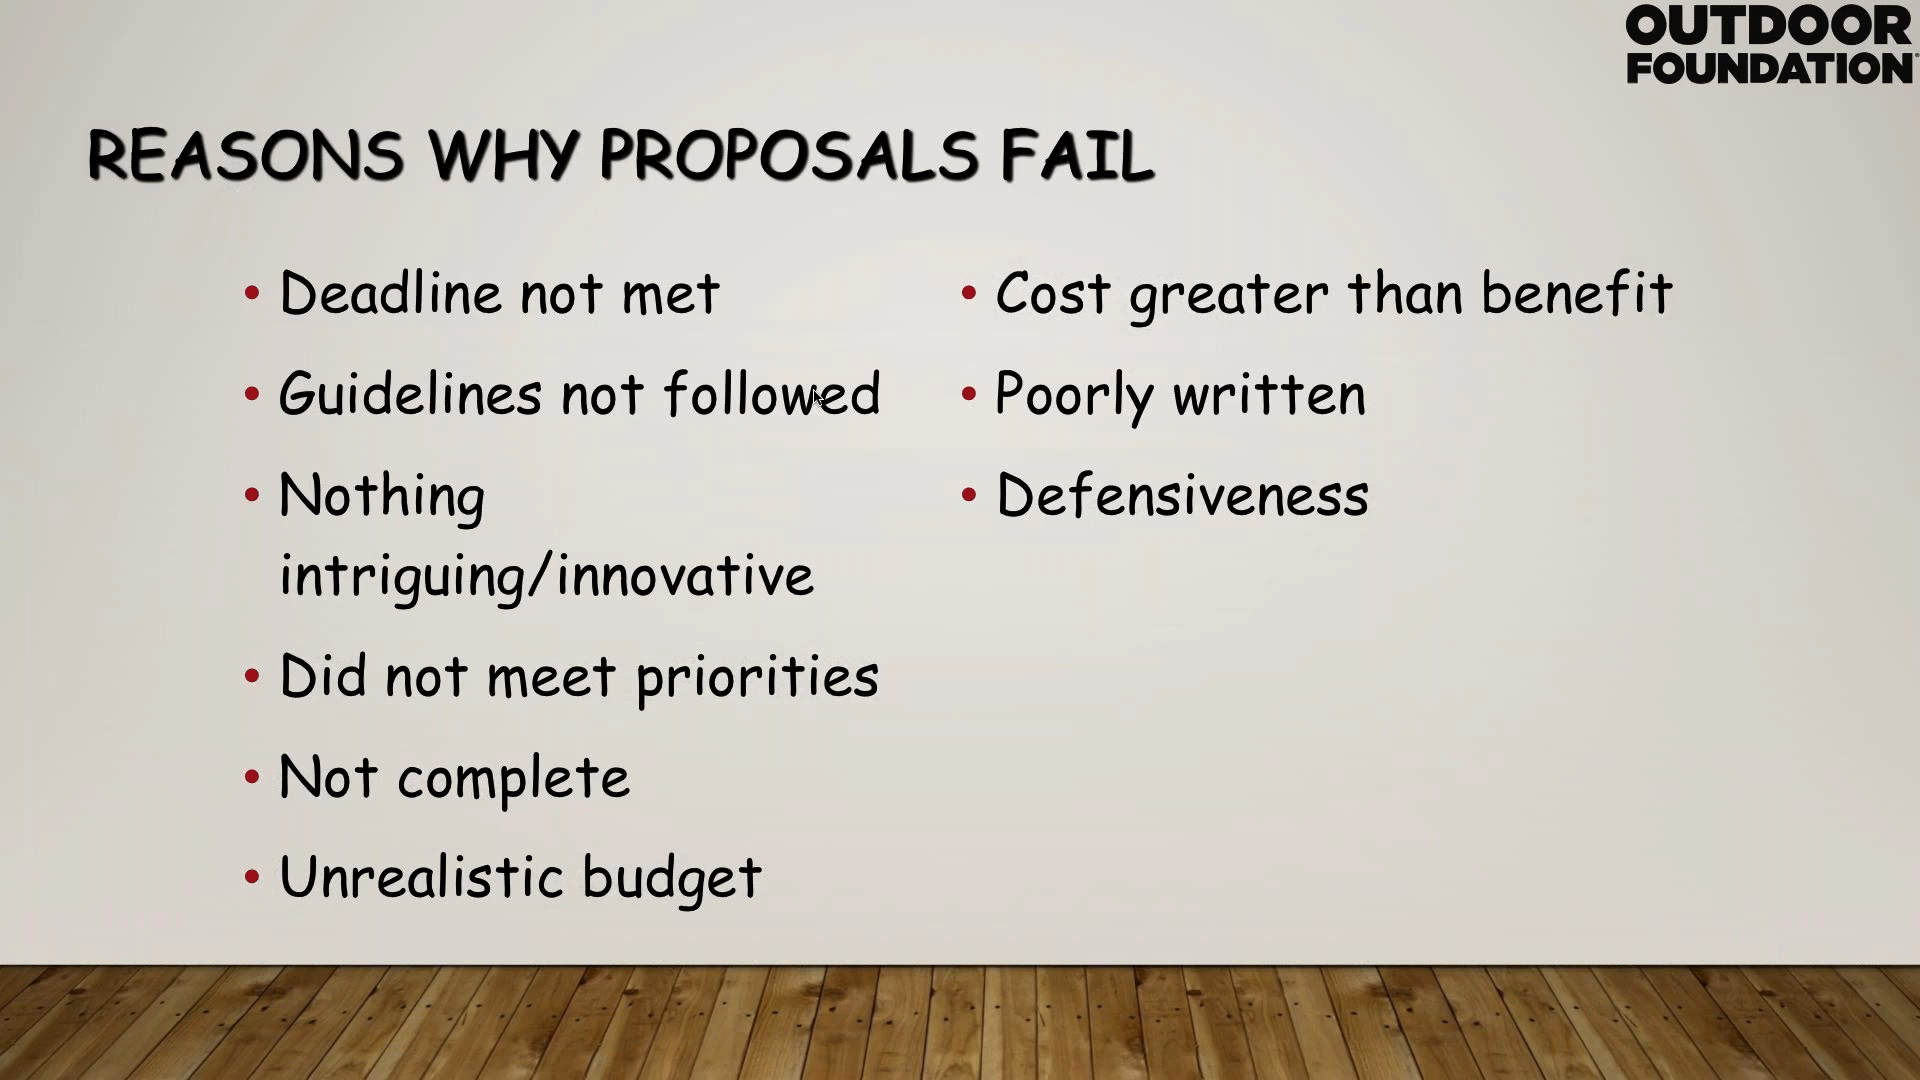 OUTDOOR
FOUNDATION
REASONS WHY PROPOSALS FAIL
• Deadline not met
• Guidelines not followed
• Nothing
intriguing/innovative
• Did not meet priorities
• Not complete
• Unrealistic budget
• Cost greater than benefit
• Poorly written
• Defensiveness